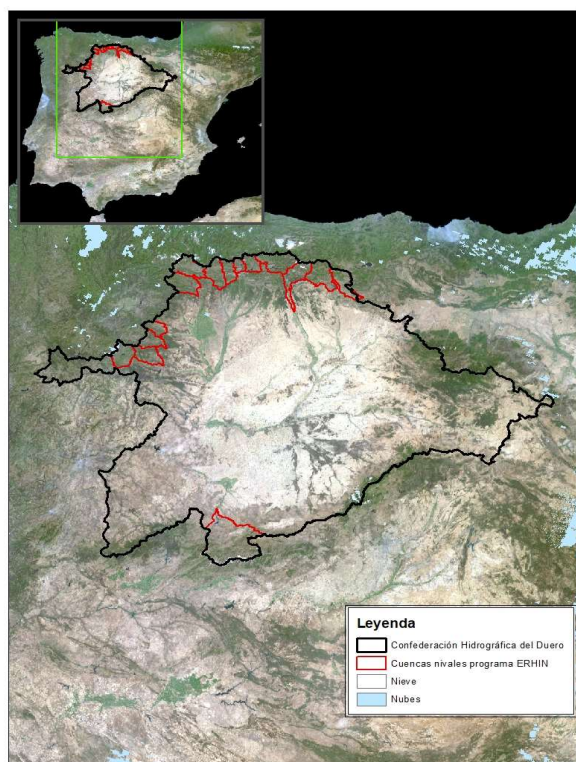 Leyenda
Confederación Hidrográfica del Duero
Cuencas nivales programa ERHIN
Nieve
Nubes